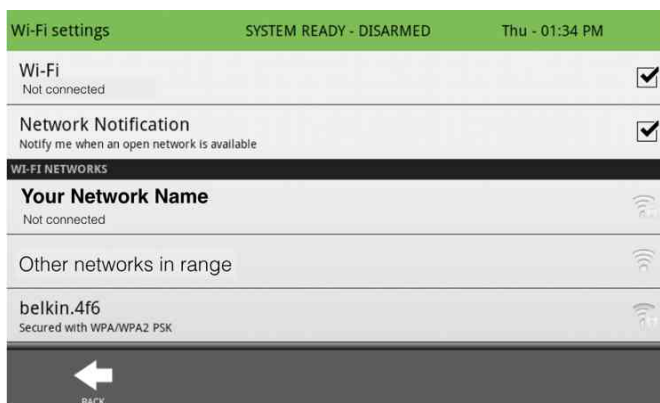 Wi-Fi settings SYSTEM READY - DISARMED Thu - 01:34 PM
Wi-Fi
Not connected
Network Notification
Notify me when an open network is available
WI-FI NETWORKS
Your Network Name
Not connected
Other networks in range
belkin.4f6
Secured with WPA/WPA2 PSK
BACK